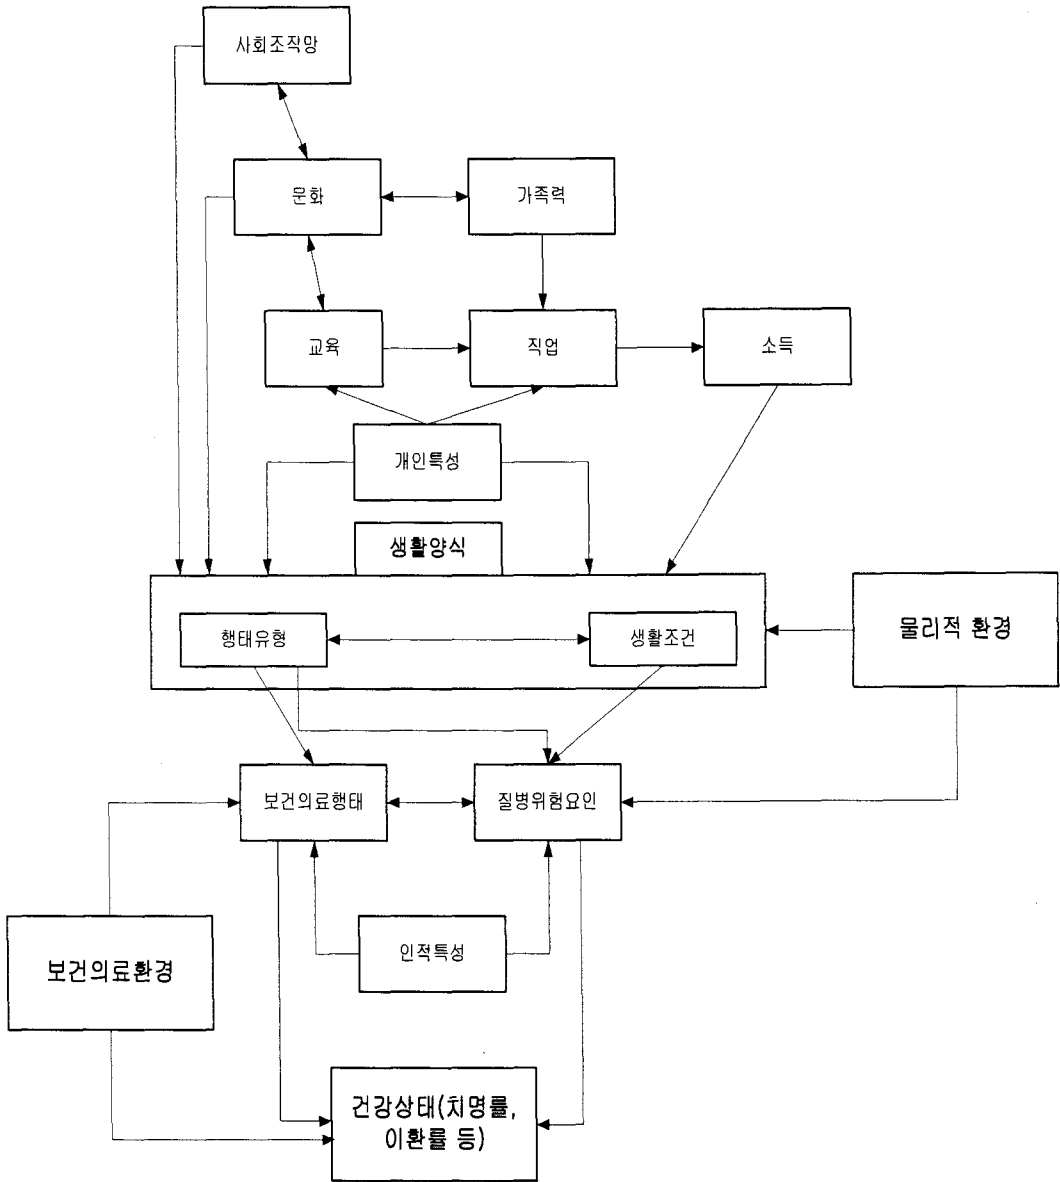 사회조직망
문화
가족력
교육
직업
소득
개인특성
생활양식
행태유형
생활조건
물리적 환경
보건의료행태
질병위험요인
인적특성
보건의료환경
건강상태(치명률,
이환률 등)